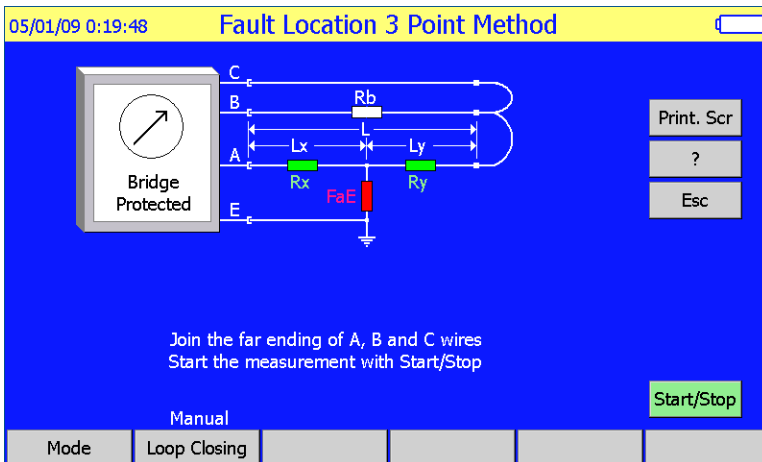 05/01/09 0:19:48 Fault Location 3 Point Method
C
B
Rb
L
Lx
Ly
A
Rx
Ry
FaE
E
Bridge
Protected
Print. Scr
?
Esc
Join the far ending of A, B and C wires
Start the measurement with Start/Stop
Start/Stop
Manual
Mode Loop Closing